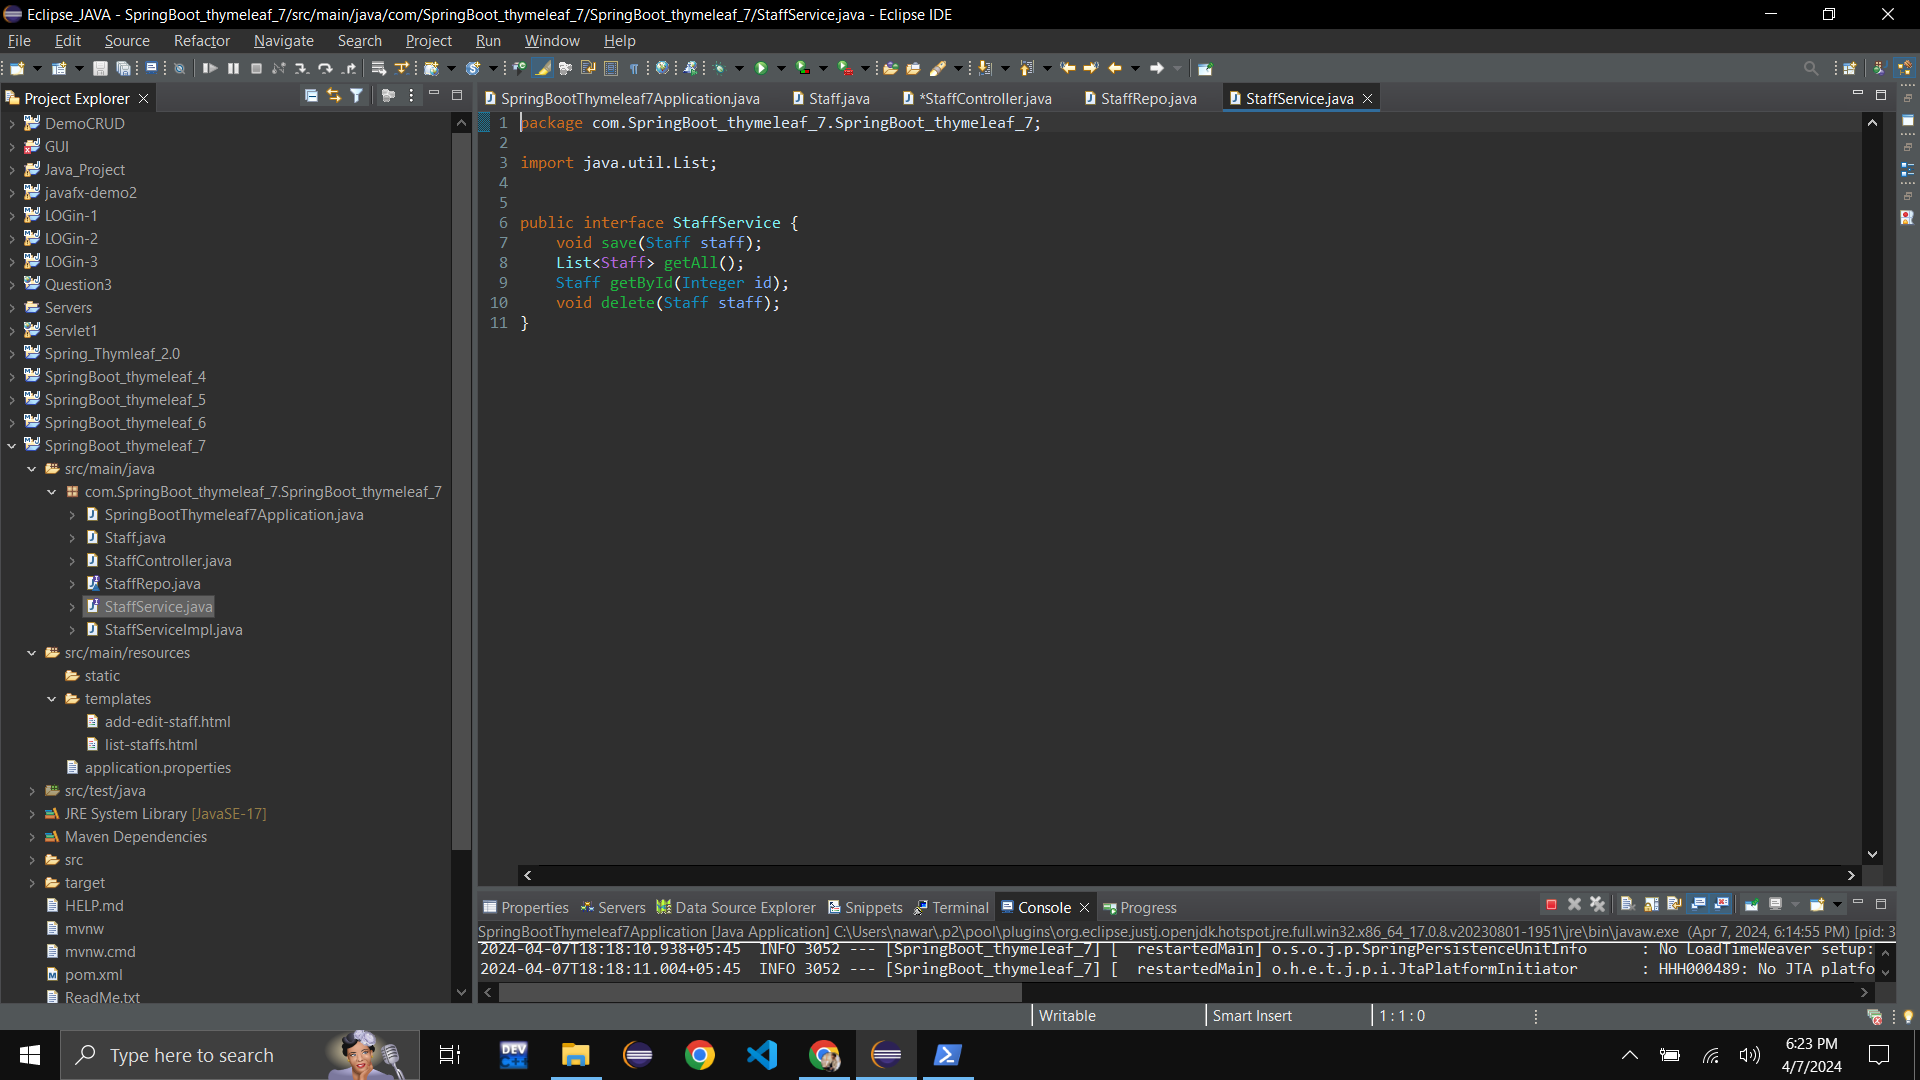 Eclipse_JAVA - SpringBoot_thymeleaf_7/src/main/java/com/SpringBoot_thymeleaf_7/SpringBoot_thymeleaf_7/StaffService.java - Eclipse IDE
File Edit Source Refactor Navigate Search Project Run Window Help
Project Explorer
DemoCRUD
GUI
Java_Project
javafx-demo2
LOGin-1
LOGin-2
LOGin-3
Question3
Servers
Servlet1
Spring_Thymleaf_2.0
SpringBoot_thymeleaf_4
SpringBoot_thymeleaf_5
SpringBoot_thymeleaf_6
SpringBoot_thymeleaf_7
src/main/java
com.SpringBoot_thymeleaf_7.SpringBoot_thymeleaf_7
SpringBootThymeleaf7Application.java
Staff.java
StaffController.java
StaffRepo.java
StaffService.java
StaffServiceImpl.java
src/main/resources
static
templates
add-edit-staff.html
list-staffs.html
application.properties
src/test/java
JRE System Library [JavaSE-17]
Maven Dependencies
src
target
HELP.md
mvnw
mvnw.cmd
pom.xml
ReadMe.txt
SpringBootThymeleaf7Application.java Staff.java *StaffController.java StaffRepo.java StaffService.java
1 package com.SpringBoot_thymeleaf_7.SpringBoot_thymeleaf_7;
2
3 import java.util.List;
4
5
6 public interface StaffService {
7 void save(Staff staff);
8 List<Staff> getAll();
9 Staff getById(Integer id);
10 void delete(Staff staff);
11 }
Properties Servers Data Source Explorer Snippets Terminal Console Progress
SpringBootThymeleaf7Application [Java Application] C:\Users\nawar\.p2\pool\plugins\org.eclipse.justj.openjdk.hotspot.jre.full.win32.x86_64_17.0.8.v20230801-1951\jre\bin\javaw.exe (Apr 7, 2024, 6:14:55 PM) [pid: 3
2024-04-07T18:18:10.938+05:45 INFO 3052 --- [SpringBoot_thymeleaf_7] [ restartedMain] o.s.o.j.p.SpringPersistenceUnitInfo : No LoadTimeWeaver setup:
2024-04-07T18:18:11.004+05:45 INFO 3052 --- [SpringBoot_thymeleaf_7] [ restartedMain] o.h.e.t.j.p.i.JtaPlatformInitiator : HHH000489: No JTA platfo
Writable Smart Insert 1 : 1 : 0
Type here to search
DEV
6:23 PM
4/7/2024